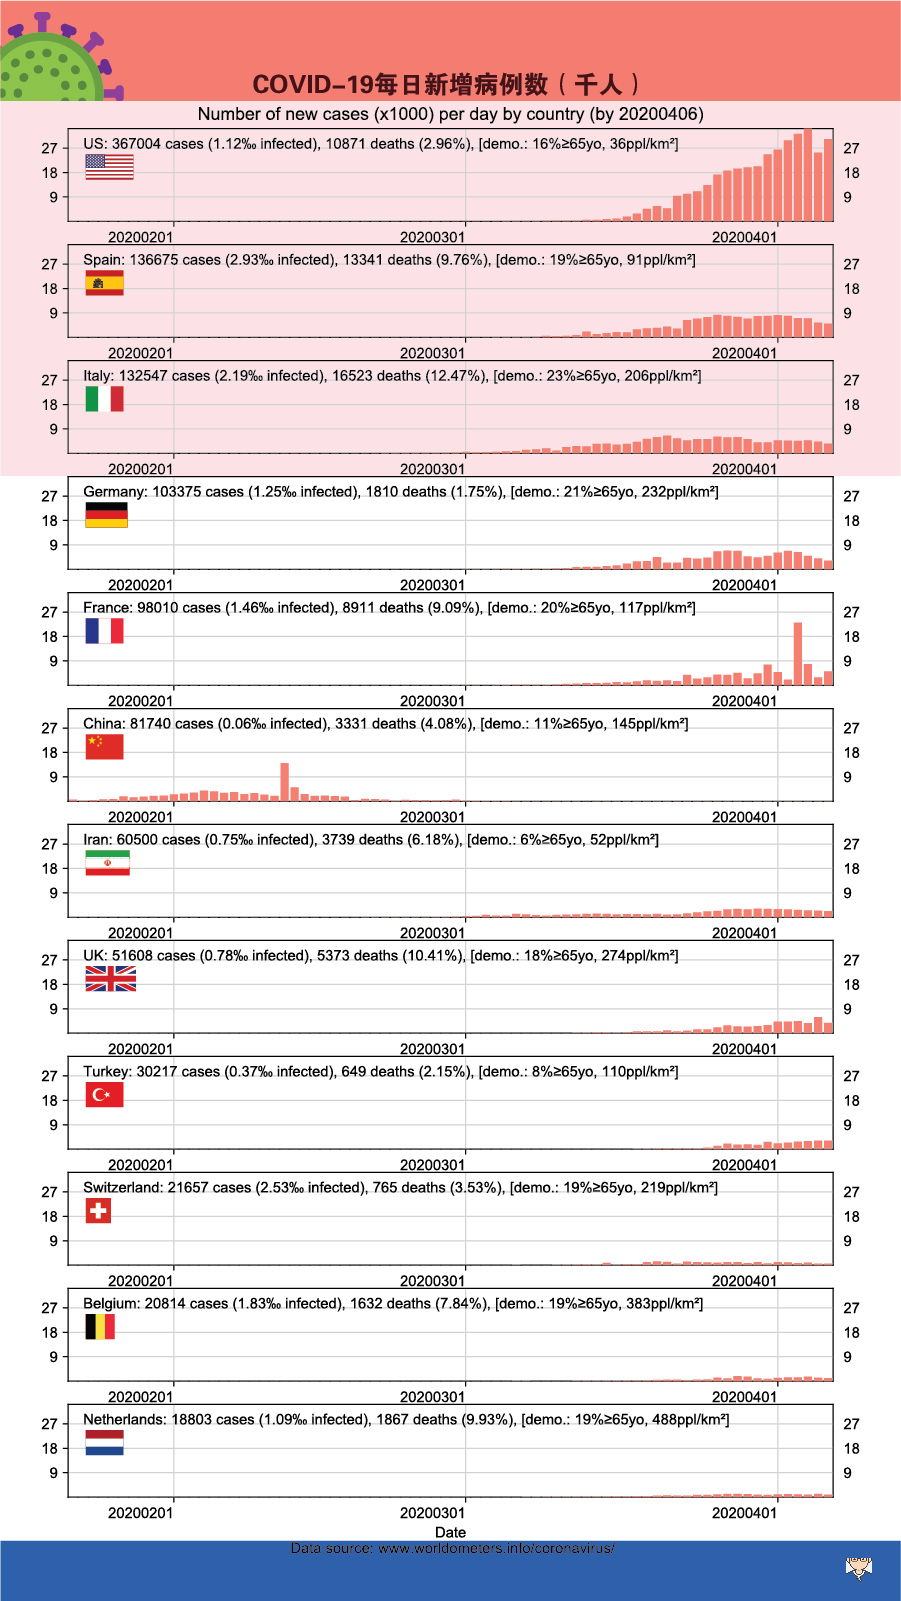 COVID-19每日新增病例数（千人）
Number of new cases (x1000) per day by country (by 20200406)
US: 367004 cases (1.12‰ infected), 10871 deaths (2.96%), [demo.: 16%≥65yo, 36ppl/km²]
27 27
18 18
9 9
20200201 20200301 20200401
Spain: 136675 cases (2.93‰ infected), 13341 deaths (9.76%), [demo.: 19%≥65yo, 91ppl/km²]
27 27
18 18
9 9
20200201 20200301 20200401
Italy: 132547 cases (2.19‰ infected), 16523 deaths (12.47%), [demo.: 23%≥65yo, 206ppl/km²]
27 27
18 18
9 9
20200201 20200301 20200401
Germany: 103375 cases (1.25‰ infected), 1810 deaths (1.75%), [demo.: 21%≥65yo, 232ppl/km²]
27 27
18 18
9 9
20200201 20200301 20200401
France: 98010 cases (1.46‰ infected), 8911 deaths (9.09%), [demo.: 20%≥65yo, 117ppl/km²]
27 27
18 18
9 9
20200201 20200301 20200401
China: 81740 cases (0.06‰ infected), 3331 deaths (4.08%), [demo.: 11%≥65yo, 145ppl/km²]
27 27
18 18
9 9
20200201 20200301 20200401
Iran: 60500 cases (0.75‰ infected), 3739 deaths (6.18%), [demo.: 6%≥65yo, 52ppl/km²]
27 27
18 18
9 9
20200201 20200301 20200401
UK: 51608 cases (0.78‰ infected), 5373 deaths (10.41%), [demo.: 18%≥65yo, 274ppl/km²]
27 27
18 18
9 9
20200201 20200301 20200401
Turkey: 30217 cases (0.37‰ infected), 649 deaths (2.15%), [demo.: 8%≥65yo, 110ppl/km²]
27 27
18 18
9 9
20200201 20200301 20200401
Switzerland: 21657 cases (2.53‰ infected), 765 deaths (3.53%), [demo.: 19%≥65yo, 219ppl/km²]
27 27
18 18
9 9
20200201 20200301 20200401
Belgium: 20814 cases (1.83‰ infected), 1632 deaths (7.84%), [demo.: 19%≥65yo, 383ppl/km²]
27 27
18 18
9 9
20200201 20200301 20200401
Netherlands: 18803 cases (1.09‰ infected), 1867 deaths (9.93%), [demo.: 19%≥65yo, 488ppl/km²]
27 27
18 18
9 9
20200201 20200301 20200401
Date
Data source: www.worldometers.info/coronavirus/